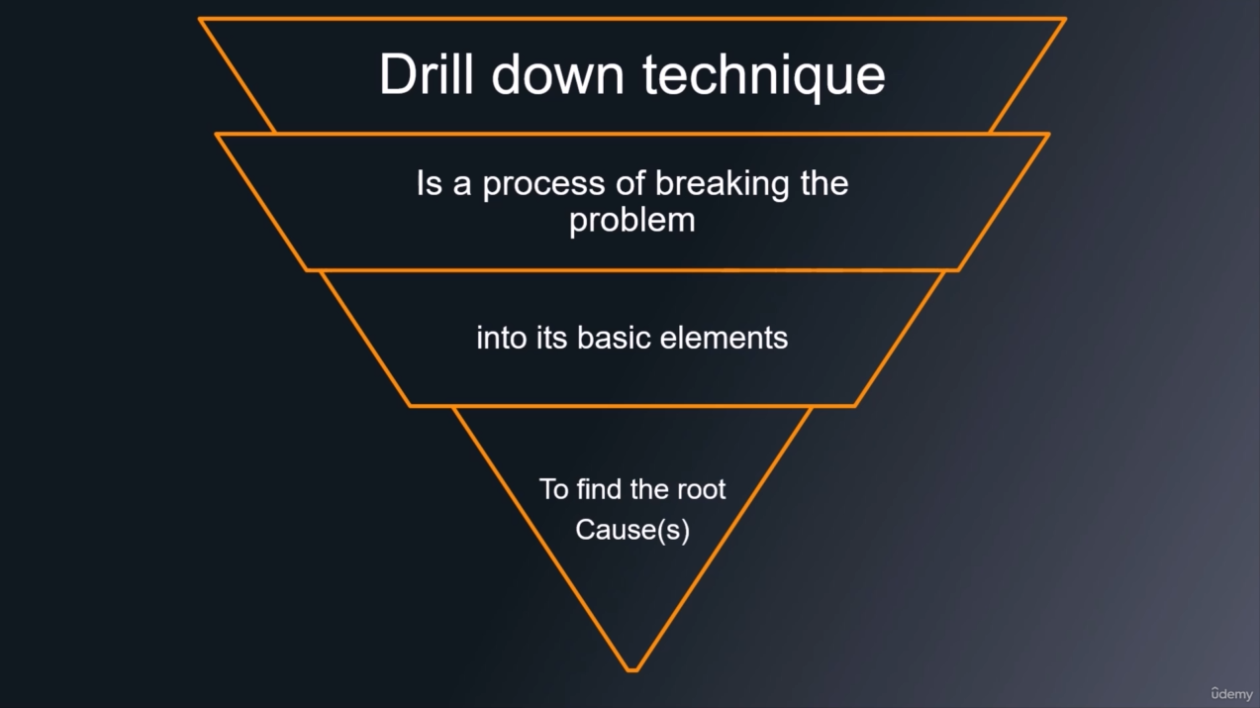 Drill down technique
Is a process of breaking the
problem
into its basic elements
To find the root
Cause(s)
ûdemy